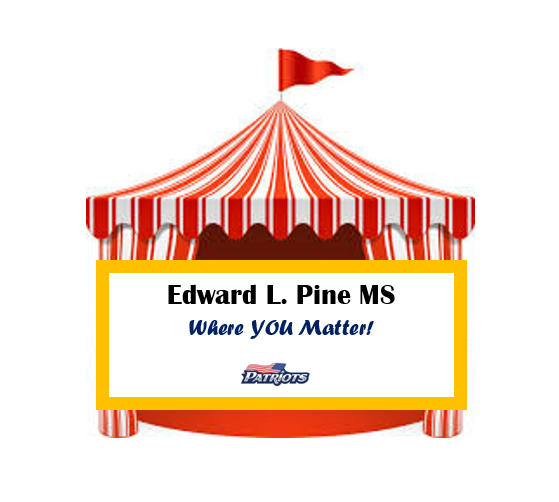 Edward L. Pine MS
Where YOU Matter!
PATRIOTS